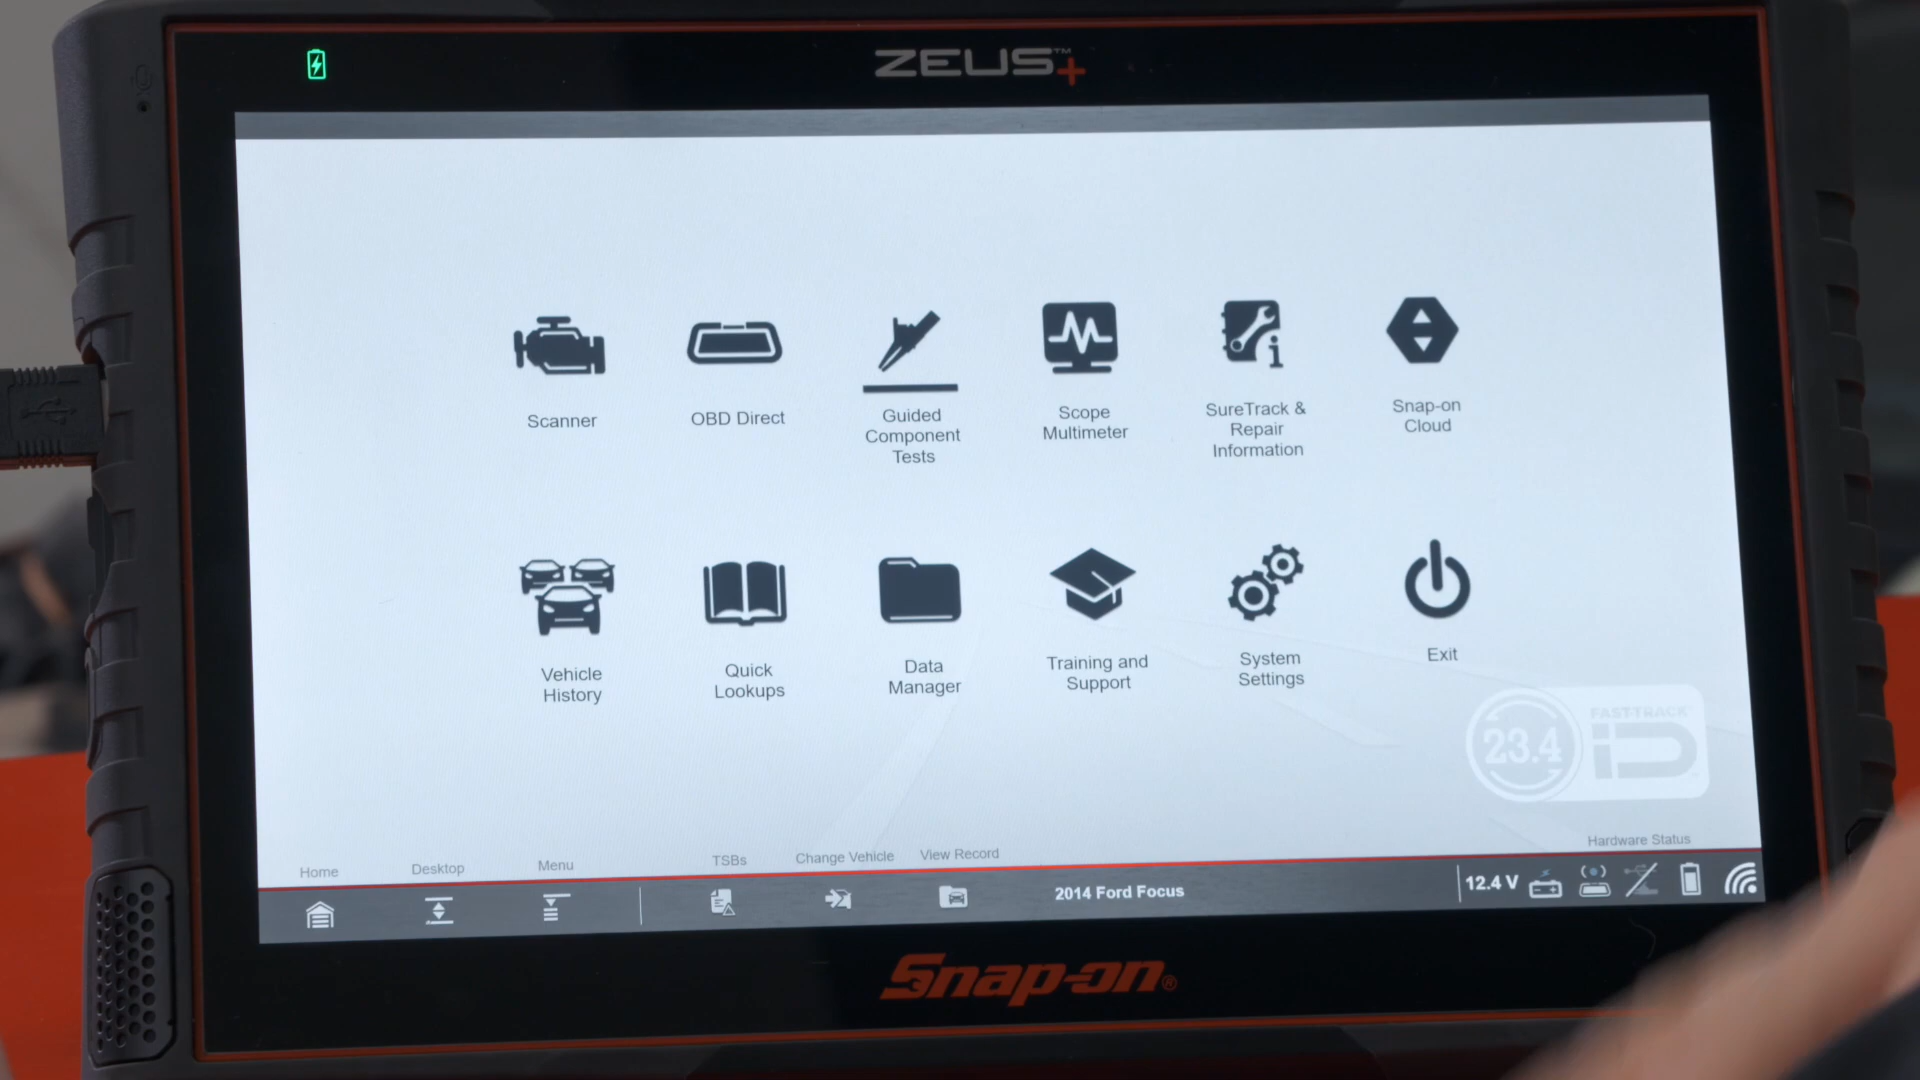 ZEUS+™
Scanner
OBD Direct
Guided
Component
Tests
Scope
Multimeter
SureTrack &
Repair
Information
Snap-on
Cloud
Vehicle
History
Quick
Lookups
Data
Manager
Training and
Support
System
Settings
Exit
23.4
FAST-TRACK
iD
Hardware Status
Home
Desktop
Menu
TSBs
Change Vehicle
View Record
2014 Ford Focus
12.4 V
Snap-on®